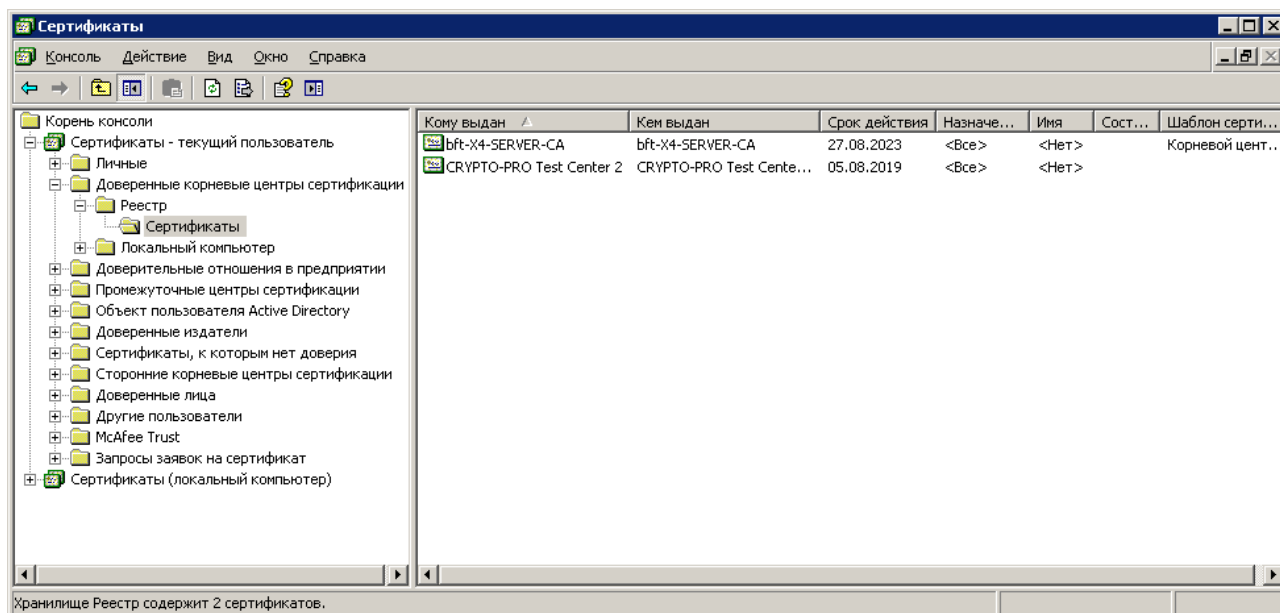 Сертификаты
Консоль Действие Вид Окно Справка
Корень консоли
Сертификаты - текущий пользователь
Личные
Доверенные корневые центры сертификации
Реестр
Сертификаты
Локальный компьютер
Доверительные отношения в предприятии
Промежуточные центры сертификации
Объект пользователя Active Directory
Доверенные издатели
Сертификаты, к которым нет доверия
Сторонние корневые центры сертификации
Доверенные лица
Другие пользователи
McAfee Trust
Запросы заявок на сертификат
Сертификаты (локальный компьютер)
Кому выдан Кем выдан Срок действия Назначе... Имя Сост... Шаблон серти...
bft-X4-SERVER-CA bft-X4-SERVER-CA 27.08.2023 <Все> <Нет> Корневой цент...
CRYPTO-PRO Test Center 2 CRYPTO-PRO Test Cente... 05.08.2019 <Все> <Нет>
Хранилище Реестр содержит 2 сертификатов.